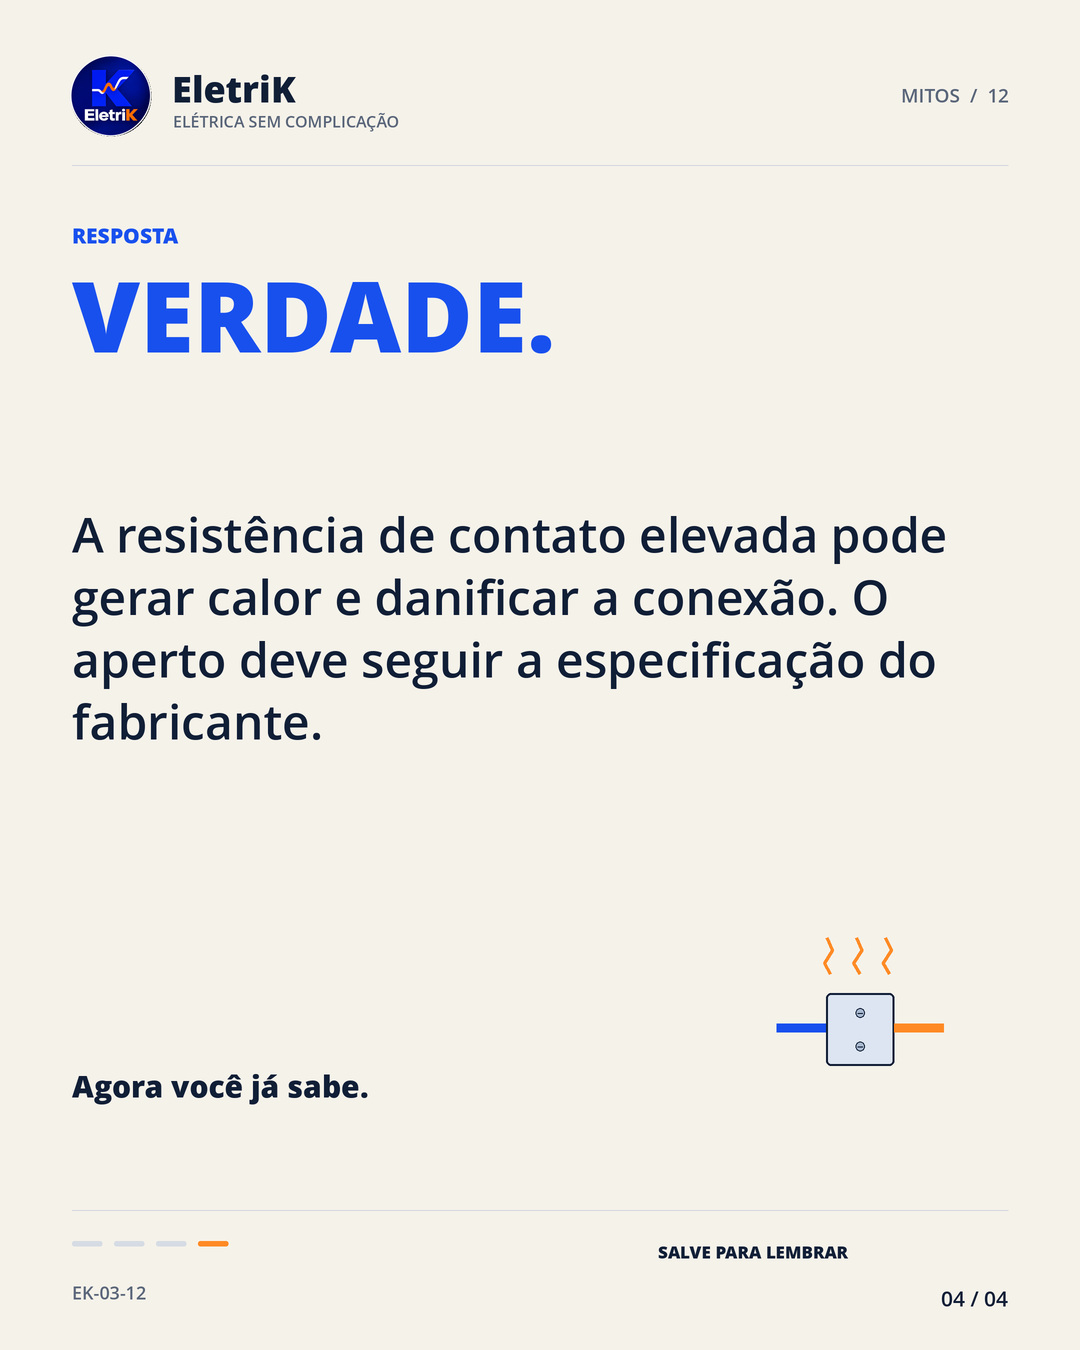 EletriK
EletriK
ELÉTRICA SEM COMPLICAÇÃO
MITOS / 12
RESPOSTA
VERDADE.
A resistência de contato elevada pode
gerar calor e danificar a conexão. O
aperto deve seguir a especificação do
fabricante.
Agora você já sabe.
SALVE PARA LEMBRAR
EK-03-12
04 / 04